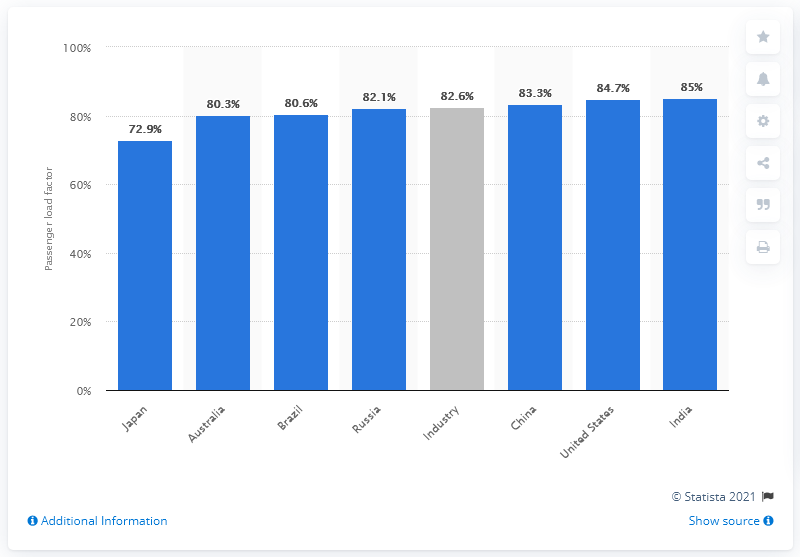 100%
80%
60%
40%
20%
0%
Passenger load factor
72.9%
80.3%
80.6%
82.1%
82.6%
83.3%
84.7%
85%
Japan
Australia
Brazil
Russia
Industry
China
United States
India
© Statista 2021
Additional Information
Show source